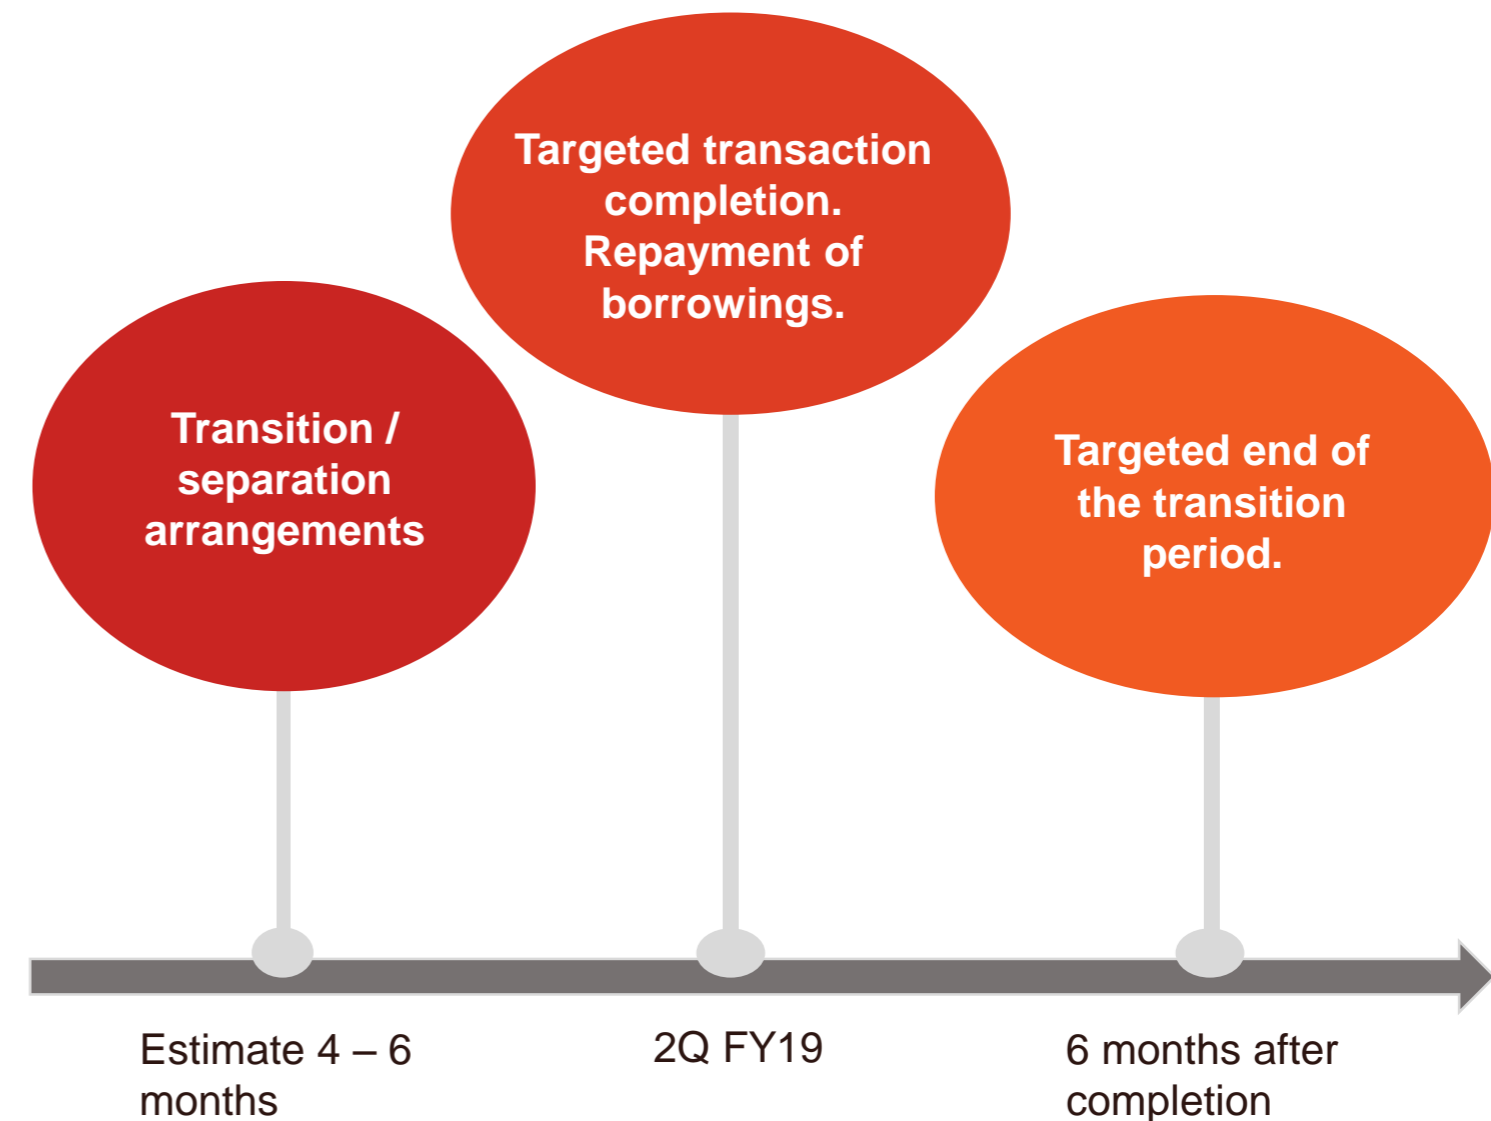 Targeted transaction
completion.
Repayment of
borrowings.
Transition /
separation
arrangements
Targeted end of
the transition
period.
Estimate 4 – 6
months
2Q FY19
6 months after
completion